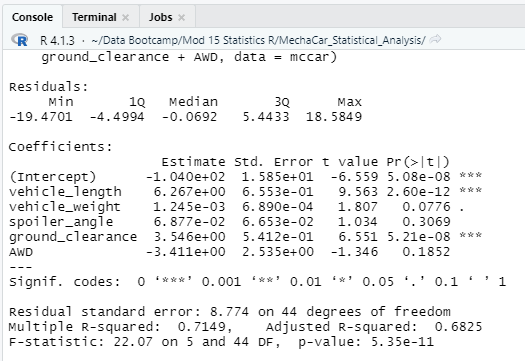 Console Terminal × Jobs ×
R R 4.1.3 · ~/Data Bootcamp/Mod 15 Statistics R/MechaCar_Statistical_Analysis/
ground_clearance + AWD, data = mccar)
Residuals:
Min 1Q Median 3Q Max
-19.4701 -4.4994 -0.0692 5.4433 18.5849
Coefficients:
Estimate Std. Error t value Pr(>|t|)
(Intercept) -1.040e+02 1.585e+01 -6.559 5.08e-08 ***
vehicle_length 6.267e+00 6.553e-01 9.563 2.60e-12 ***
vehicle_weight 1.245e-03 6.890e-04 1.807 0.0776 .
spoiler_angle 6.877e-02 6.653e-02 1.034 0.3069
ground_clearance 3.546e+00 5.412e-01 6.551 5.21e-08 ***
AWD -3.411e+00 2.535e+00 -1.346 0.1852
---
Signif. codes: 0 ‘***’ 0.001 ‘**’ 0.01 ‘*’ 0.05 ‘.’ 0.1 ‘ ’ 1
Residual standard error: 8.774 on 44 degrees of freedom
Multiple R-squared: 0.7149, Adjusted R-squared: 0.6825
F-statistic: 22.07 on 5 and 44 DF, p-value: 5.35e-11